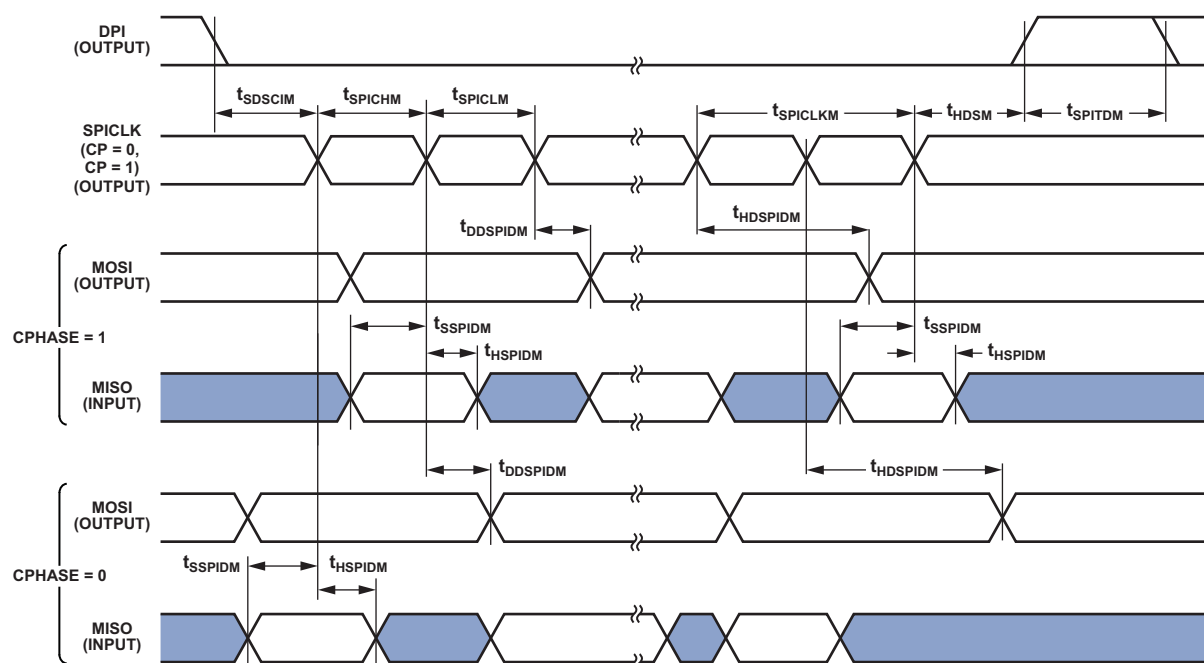 DPI
(OUTPUT)
tSDSCIM
tSPICHM
tSPICLM
tSPICLKM
tHDSM
tSPITDM
SPICLK
(CP = 0,
CP = 1)
(OUTPUT)
tDDSPIDM
tHDSPIDM
MOSI
(OUTPUT)
CPHASE = 1
tSSPIDM
tSSPIDM
tHSPIDM
tHSPIDM
MISO
(INPUT)
tDDSPIDM
tHDSPIDM
MOSI
(OUTPUT)
CPHASE = 0
tSSPIDM
tHSPIDM
MISO
(INPUT)